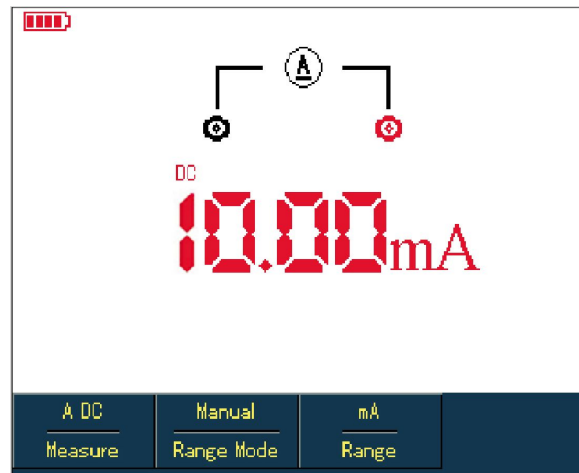 A
DC
10.00mA
A DC Manual mA
Measure Range Mode Range